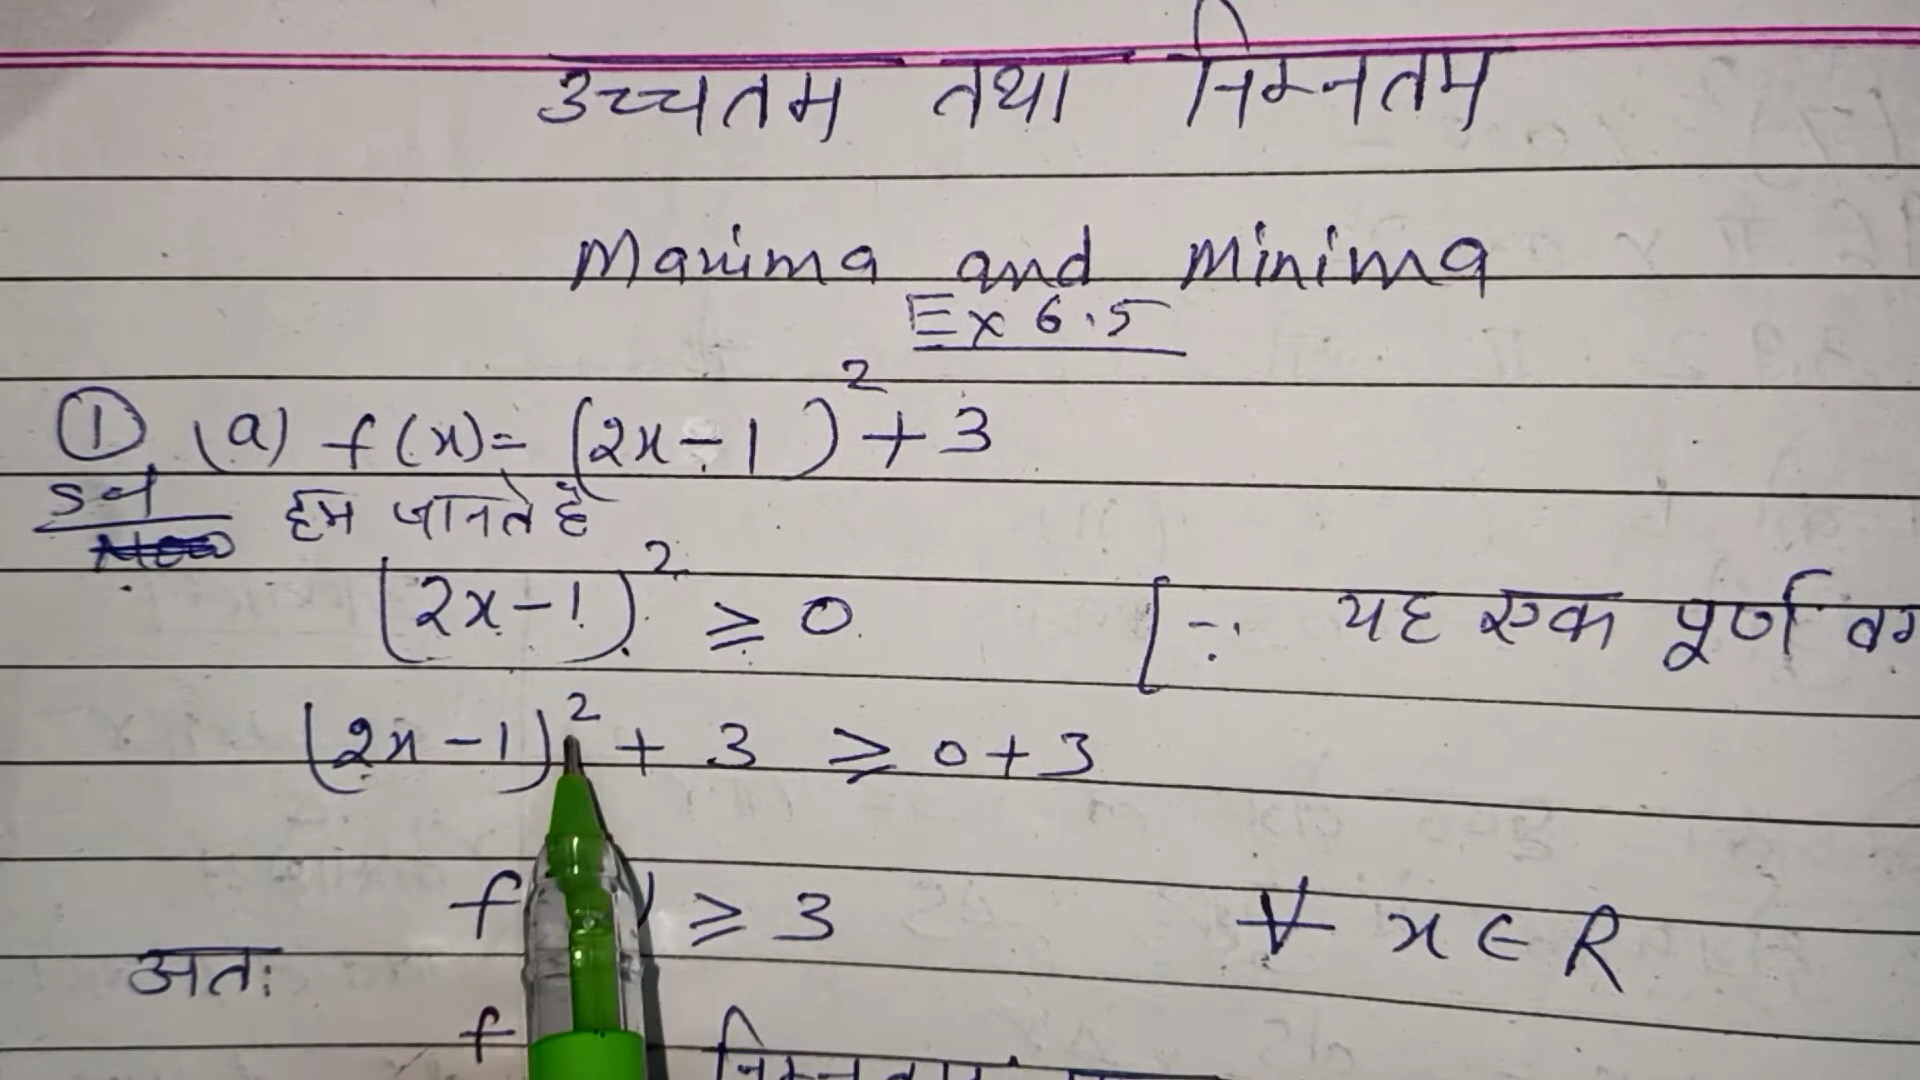 उच्चतम तथा निम्नतम
Maxima and Minima
Ex 6.5
① (a) f(x)= (2x-1)² + 3
Sol हम जानते है
(2x-1)² ≥ 0 [∵ यह एक पूर्ण
(2x-1)² + 3 ≥ 0+3
f ) ≥ 3 ∀ x ∈ R
अतः
f